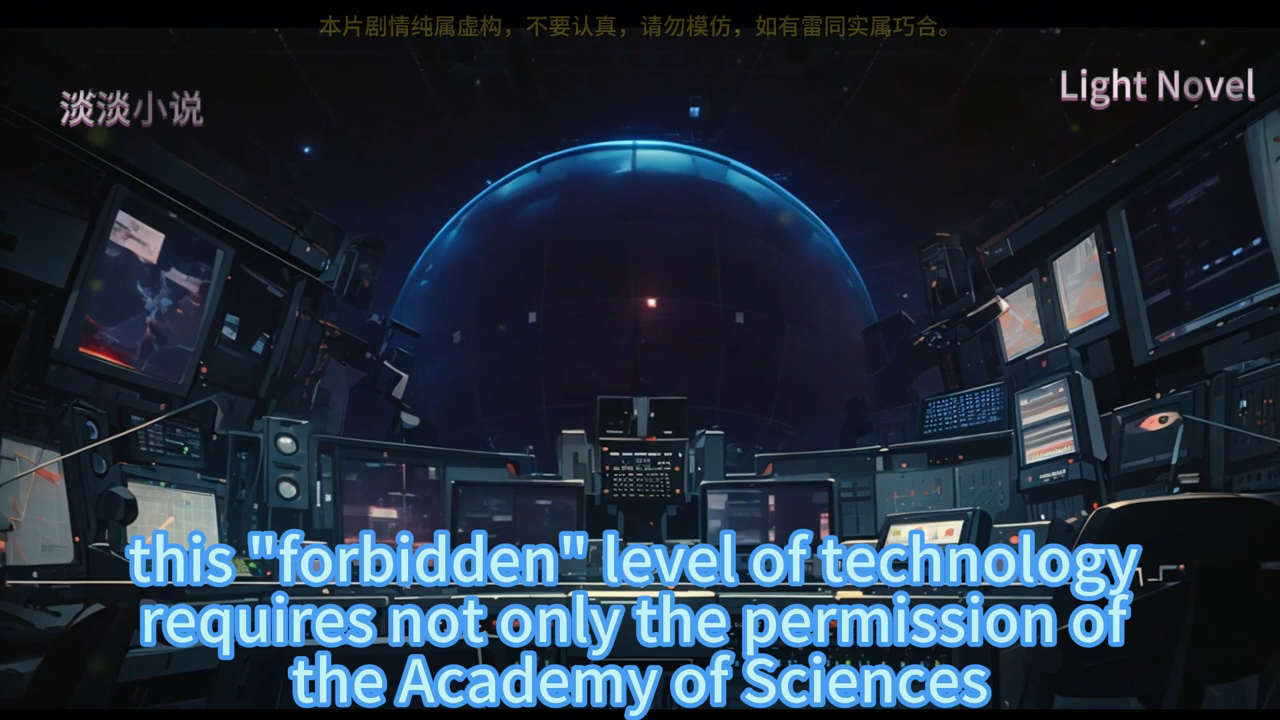 本片剧情纯属虚构，不要认真，请勿模仿，如有雷同实属巧合。
淡淡小说
Light Novel
this "forbidden" level of technology
requires not only the permission of
the Academy of Sciences